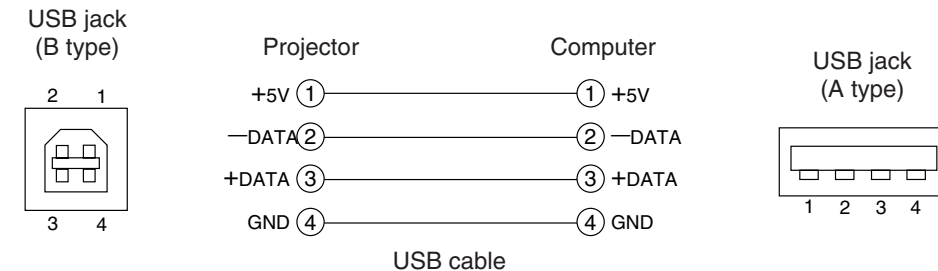 USB jack
(B type)
2 1
3 4
Projector Computer
+5V ① ① +5V
—DATA ② ② —DATA
+DATA ③ ③ +DATA
GND ④ ④ GND
USB cable
USB jack
(A type)
1 2 3 4